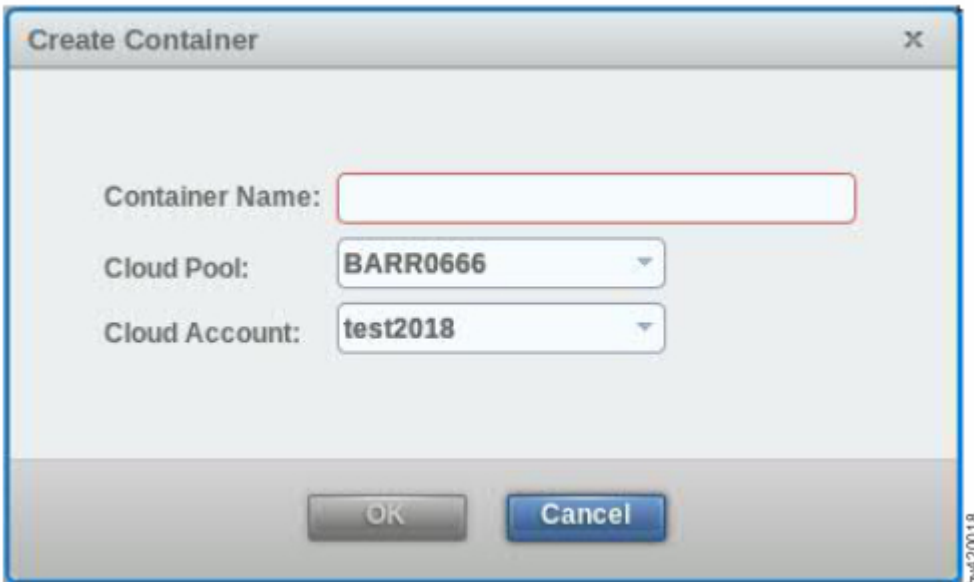 Create Container
×
Container Name:
Cloud Pool:
BARR0666
Cloud Account:
test2018
OK
Cancel